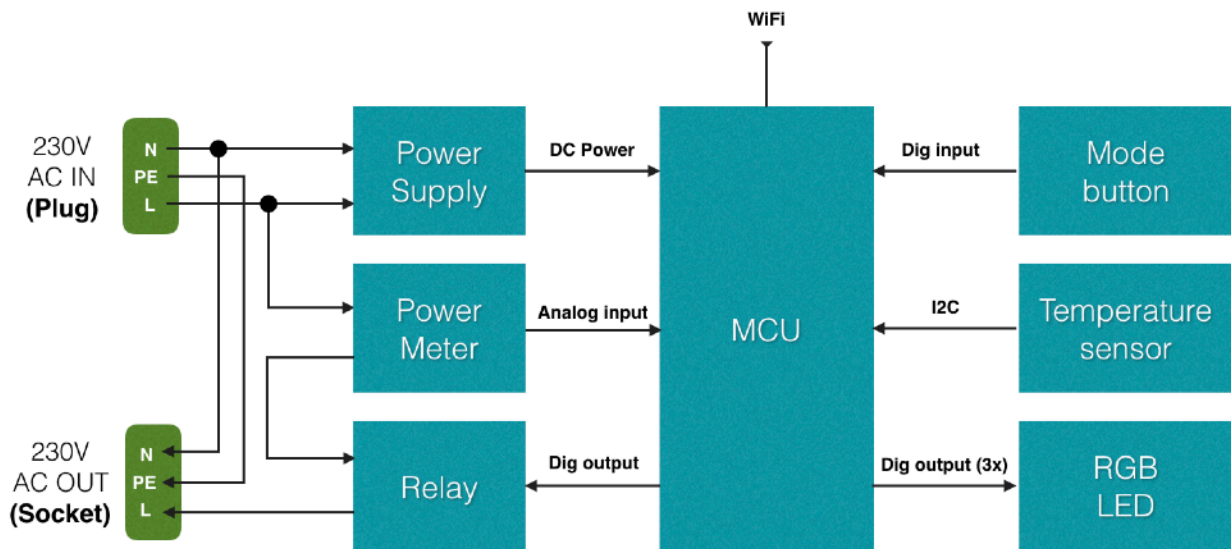 WiFi
230V
AC IN
(Plug)
N
PE
L
Power
Supply
DC Power
MCU
Dig input
Mode
button
Power
Meter
Analog input
I2C
Temperature
sensor
230V
AC OUT
(Socket)
N
PE
L
Relay
Dig output
Dig output (3x)
RGB
LED